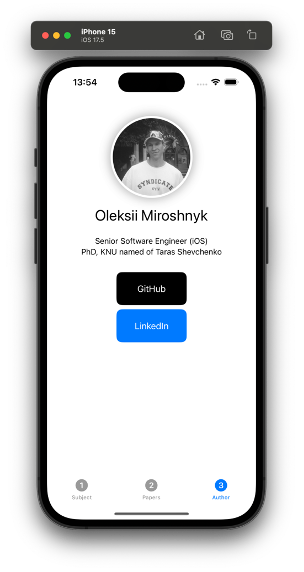 iPhone 15
iOS 17.5
13:54
SYNDICATE
Oleksii Miroshnyk
Senior Software Engineer (iOS)
PhD, KNU named of Taras Shevchenko
GitHub
LinkedIn
1 2 3
Subject Papers Author